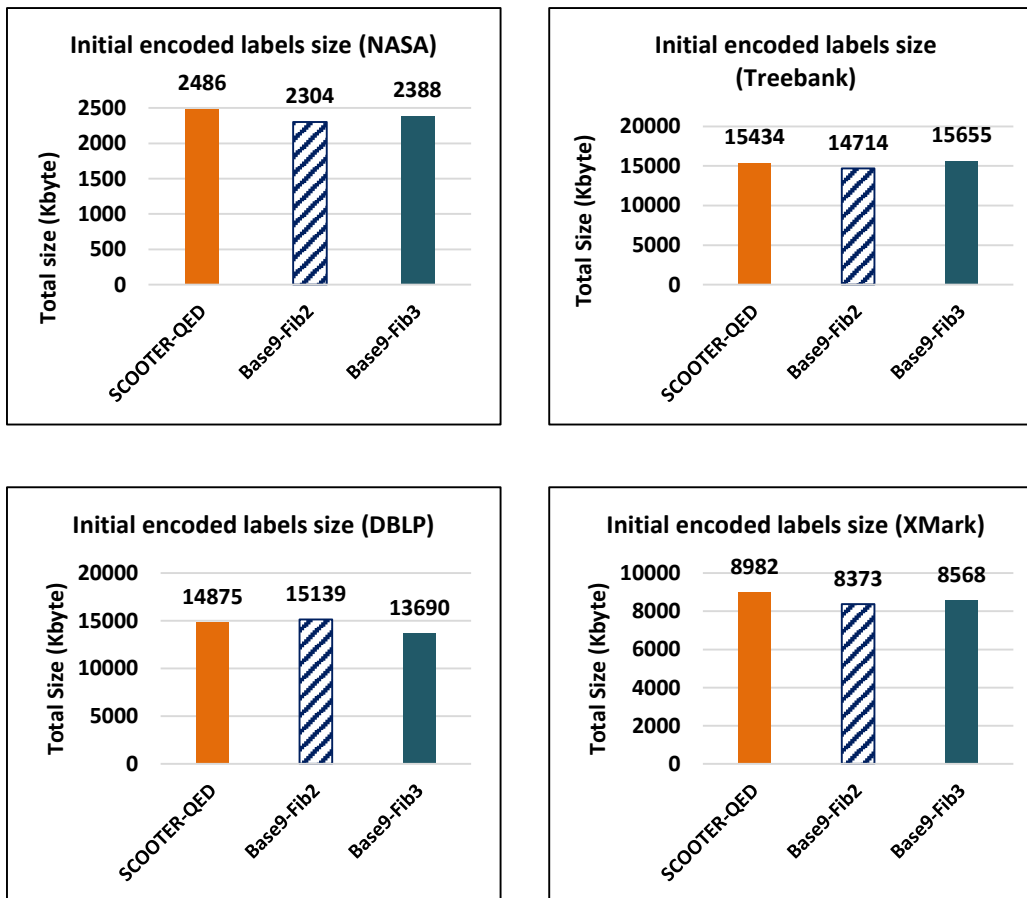 Initial encoded labels size (NASA)
2486
2304
2388
2500
2000
1500
1000
500
0
Total size (Kbyte)
SCOOTER-QED
Base9-Fib2
Base9-Fib3
Initial encoded labels size
(Treebank)
15434
14714
15655
20000
15000
10000
5000
0
Total Size (Kbyte)
SCOOTER-QED
Base9-Fib2
Base9-Fib3
Initial encoded labels size (DBLP)
14875
15139
13690
20000
15000
10000
5000
0
Total Size (Kbyte)
SCOOTER-QED
Base9-Fib2
Base9-Fib3
Initial encoded labels size (XMark)
8982
8373
8568
10000
8000
6000
4000
2000
0
Total Size (Kbyte)
SCOOTER-QED
Base9-Fib2
Base9-Fib3